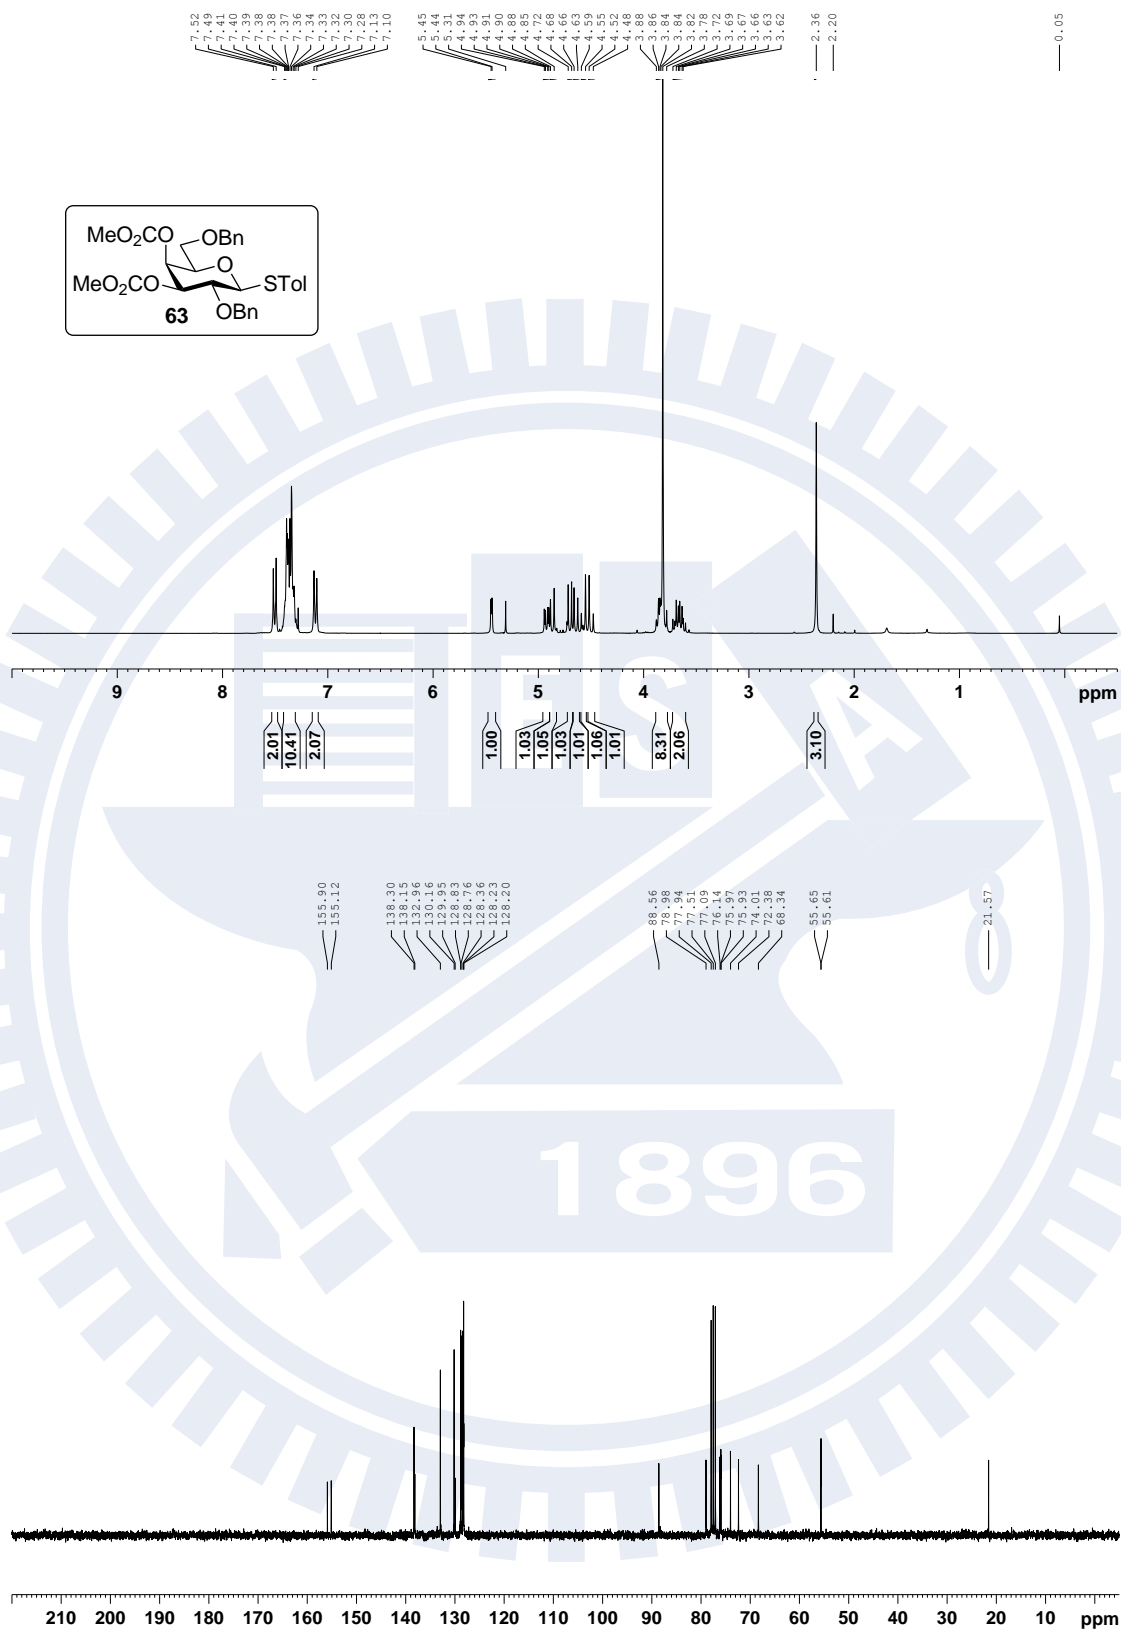 7.52 7.49 7.41 7.40 7.39 7.38 7.38 7.37 7.36 7.34 7.33 7.32 7.30 7.28 7.13 7.10
5.45 5.44 5.31 4.94 4.93 4.91 4.90 4.88 4.85 4.72 4.68 4.66 4.63 4.59 4.55 4.52 4.48 3.88 3.86 3.84 3.84 3.82 3.78 3.72 3.69 3.67 3.66 3.63 3.62
2.36 2.20
0.05
MeO2CO OBn
O
MeO2CO STol
63 OBn
9 8 7 6 5 4 3 2 1 ppm
2.01 10.41 2.07 1.00 1.03 1.05 1.03 1.01 1.06 1.01 8.31 2.06 3.10
E S A
155.90 155.12
138.30 138.15 132.96 130.16 129.95 128.83 128.76 128.36 128.23 128.20
88.56 78.98 77.94 77.51 77.09 76.14 75.97 75.93 74.01 72.38 68.34
55.65 55.61
21.57
1896
210 200 190 180 170 160 150 140 130 120 110 100 90 80 70 60 50 40 30 20 10 ppm